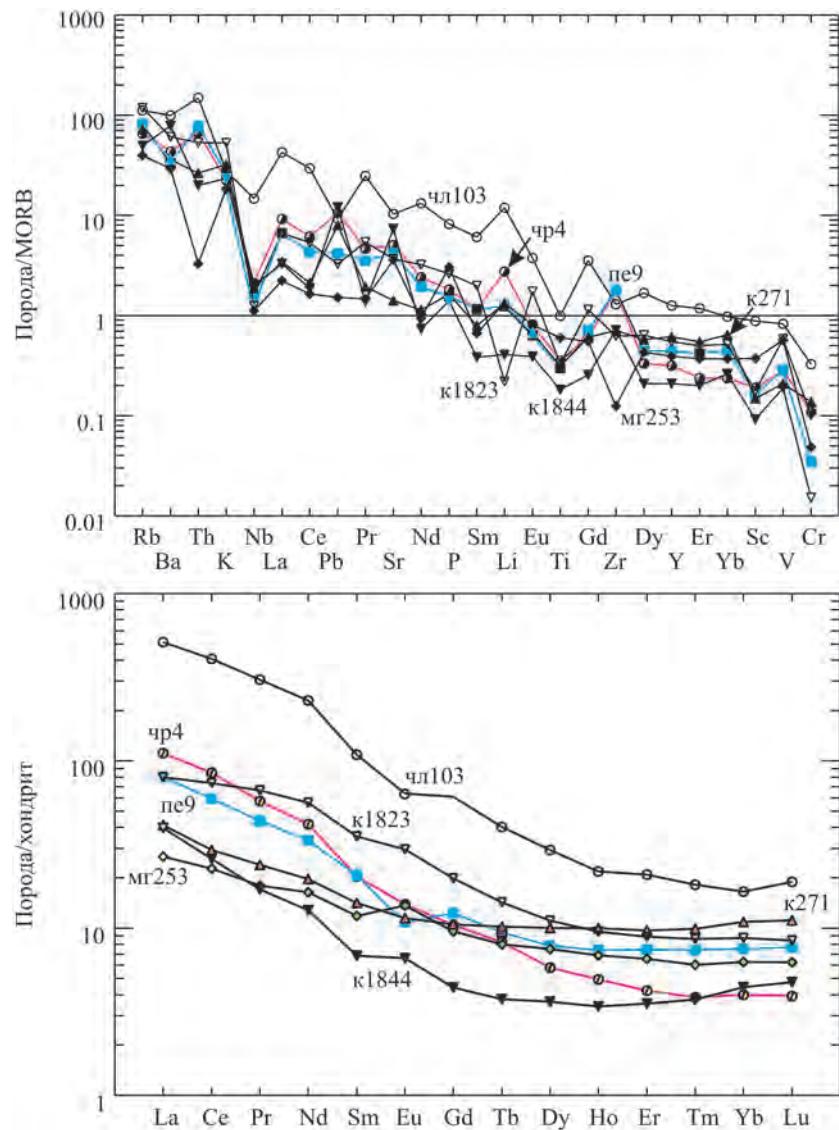 1000
100
10
1
0.1
0.01
Порода/MORB
чл103
чр4
пе9
к271
к1823
к1844
мг253
Rb Th Nb Ce Pr Nd Sm Eu Gd Dy Er Sc Cr
Ba K La Pb Sr P Li Ti Zr Y Yb V
1000
100
10
1
Порода/хондрит
чр4
чл103
пе9
к1823
мг253
к271
к1844
La Ce Pr Nd Sm Eu Gd Tb Dy Ho Er Tm Yb Lu